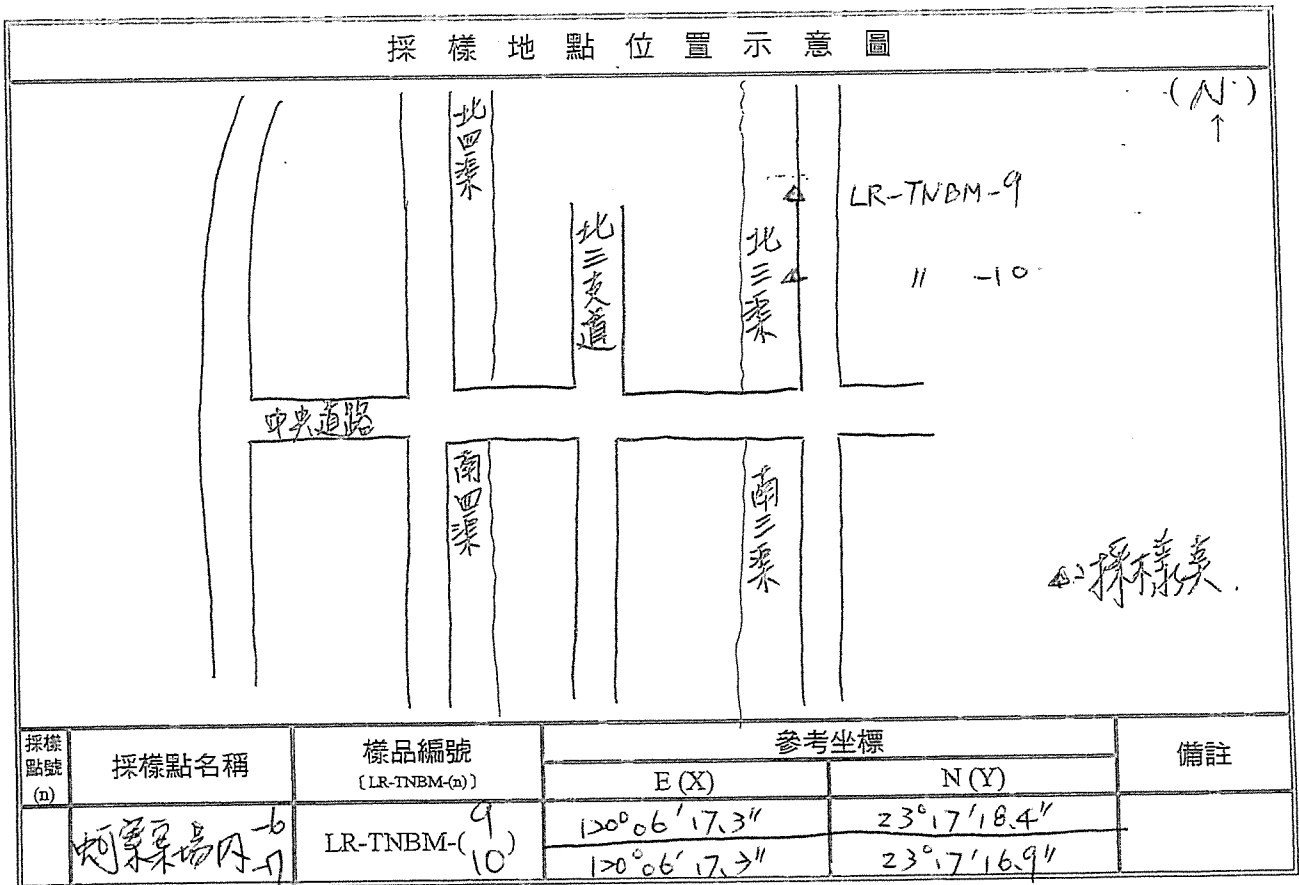 採樣地點位置示意圖
(N)
↑
北四渠
北三支道
北三渠
LR-TNBM-9
〃 -10
中央道路
南四渠
南三渠
△:採樣點.
採樣點號(n)
採樣點名稱
樣品編號
〔LR-TNBM-(n)〕
參考坐標
E (X)
N (Y)
備註
-6
-7
LR-TNBM-(9
10)
120°06'17.3"
23°17'18.4"
120°06'17.3"
23°17'16.9"